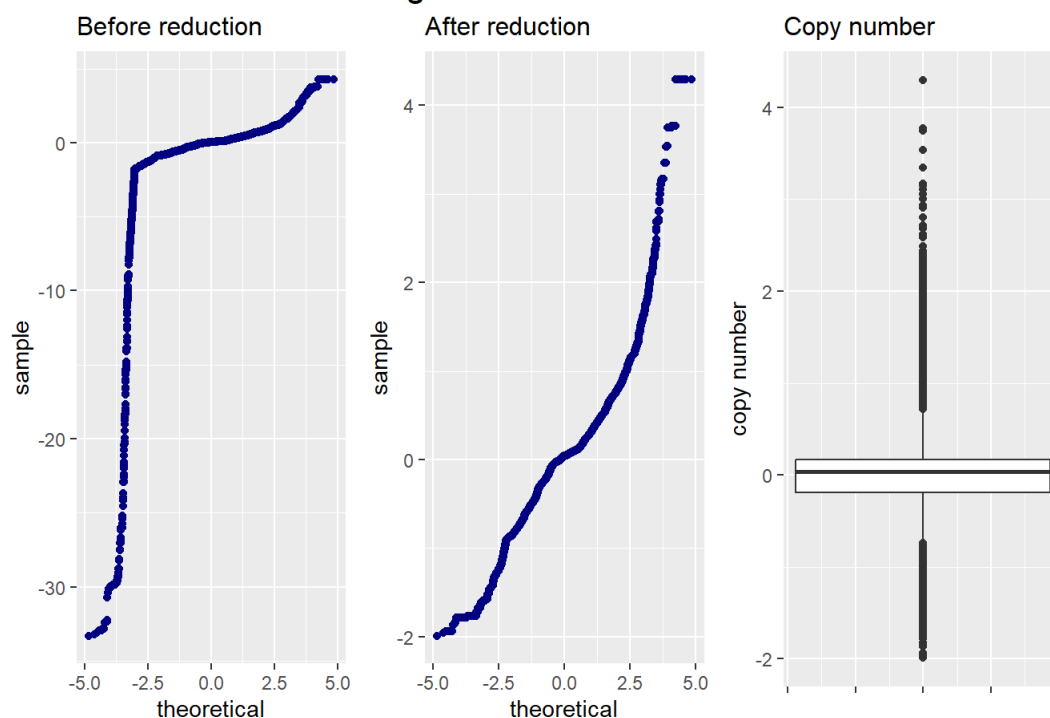 Before reduction
0
-10
-20
-30
sample
-5.0 -2.5 0.0 2.5 5.0
theoretical
After reduction
4
2
0
-2
sample
-5.0 -2.5 0.0 2.5 5.0
theoretical
Copy number
4
2
0
-2
copy number